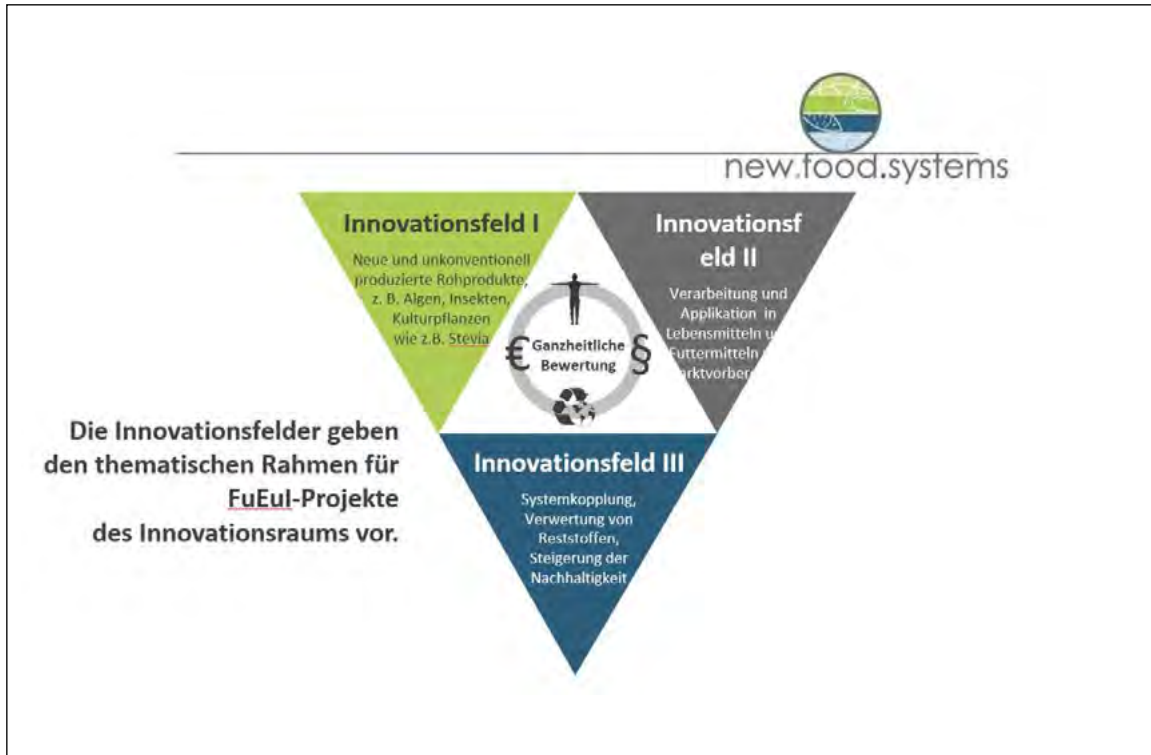 new.food.systems
Innovationsfeld I
Neue und unkonventionell
produzierte Rohprodukte,
z. B. Algen, Insekten,
Kulturpflanzen
wie z.B. Stevia
Innovationsf
eld II
Verarbeitung und
Applikation in
Lebensmitteln
Futtermitteln
€ Ganzheitliche §
Bewertung
Die Innovationsfelder geben
den thematischen Rahmen für
FuEuI-Projekte
des Innovationsraums vor.
Innovationsfeld III
Systemkopplung,
Verwertung von
Reststoffen,
Steigerung der
Nachhaltigkeit